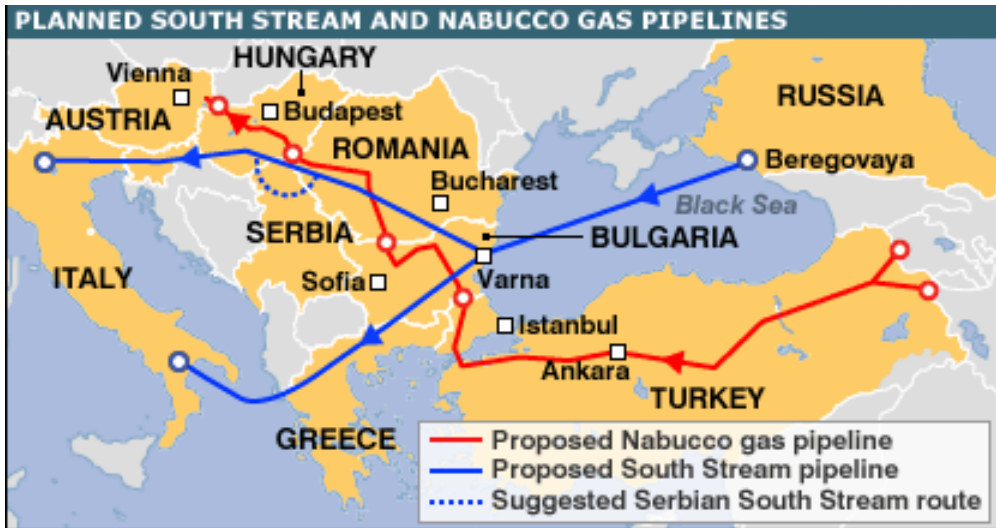 PLANNED SOUTH STREAM AND NABUCCO GAS PIPELINES
HUNGARY
Vienna
RUSSIA
Budapest
AUSTRIA
ROMANIA
Beregovaya
Bucharest
Black Sea
SERBIA
BULGARIA
ITALY
Sofia
Varna
Istanbul
Ankara
TURKEY
GREECE
Proposed Nabucco gas pipeline
Proposed South Stream pipeline
Suggested Serbian South Stream route